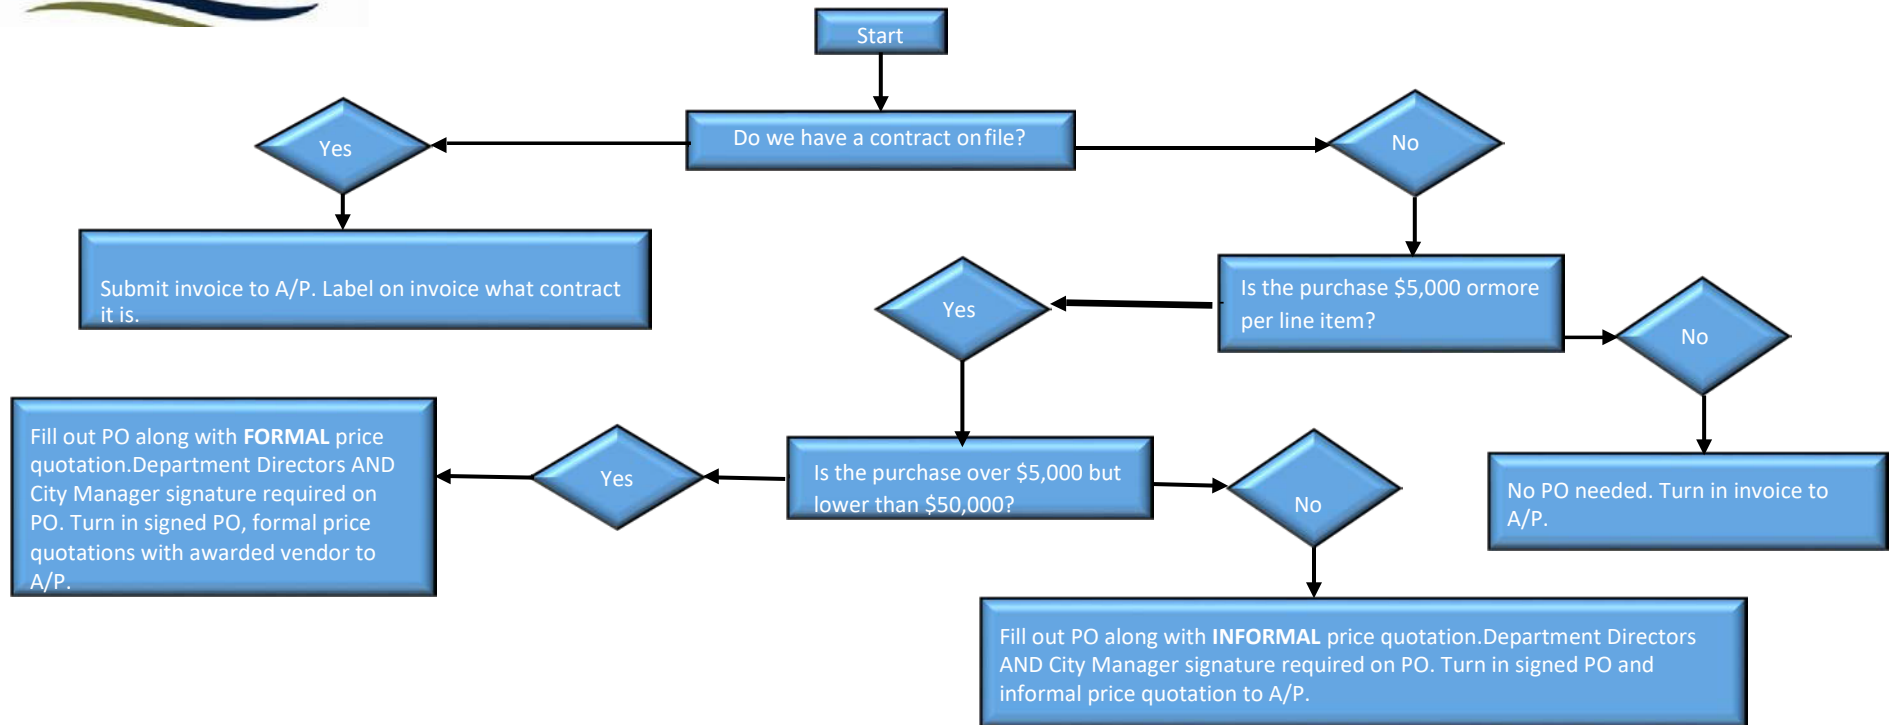 Start
Do we have a contract onfile?
Yes
No
Submit invoice to A/P. Label on invoice what contract
it is.
Is the purchase $5,000 ormore
per line item?
Yes
No
Fill out PO along with FORMAL price
quotation.Department Directors AND
City Manager signature required on
PO. Turn in signed PO, formal price
quotations with awarded vendor to
A/P.
Yes
Is the purchase over $5,000 but
lower than $50,000?
No
No PO needed. Turn in invoice to
A/P.
Fill out PO along with INFORMAL price quotation.Department Directors
AND City Manager signature required on PO. Turn in signed PO and
informal price quotation to A/P.